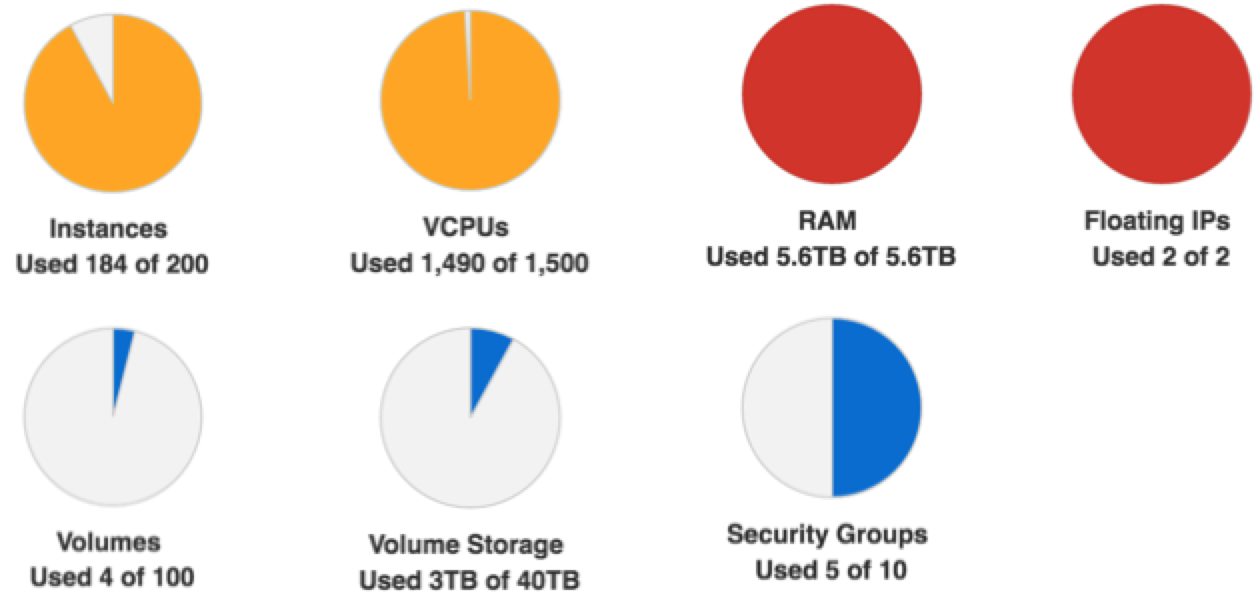 Instances
Used 184 of 200
VCPUs
Used 1,490 of 1,500
RAM
Used 5.6TB of 5.6TB
Floating IPs
Used 2 of 2
Volumes
Used 4 of 100
Volume Storage
Used 3TB of 40TB
Security Groups
Used 5 of 10